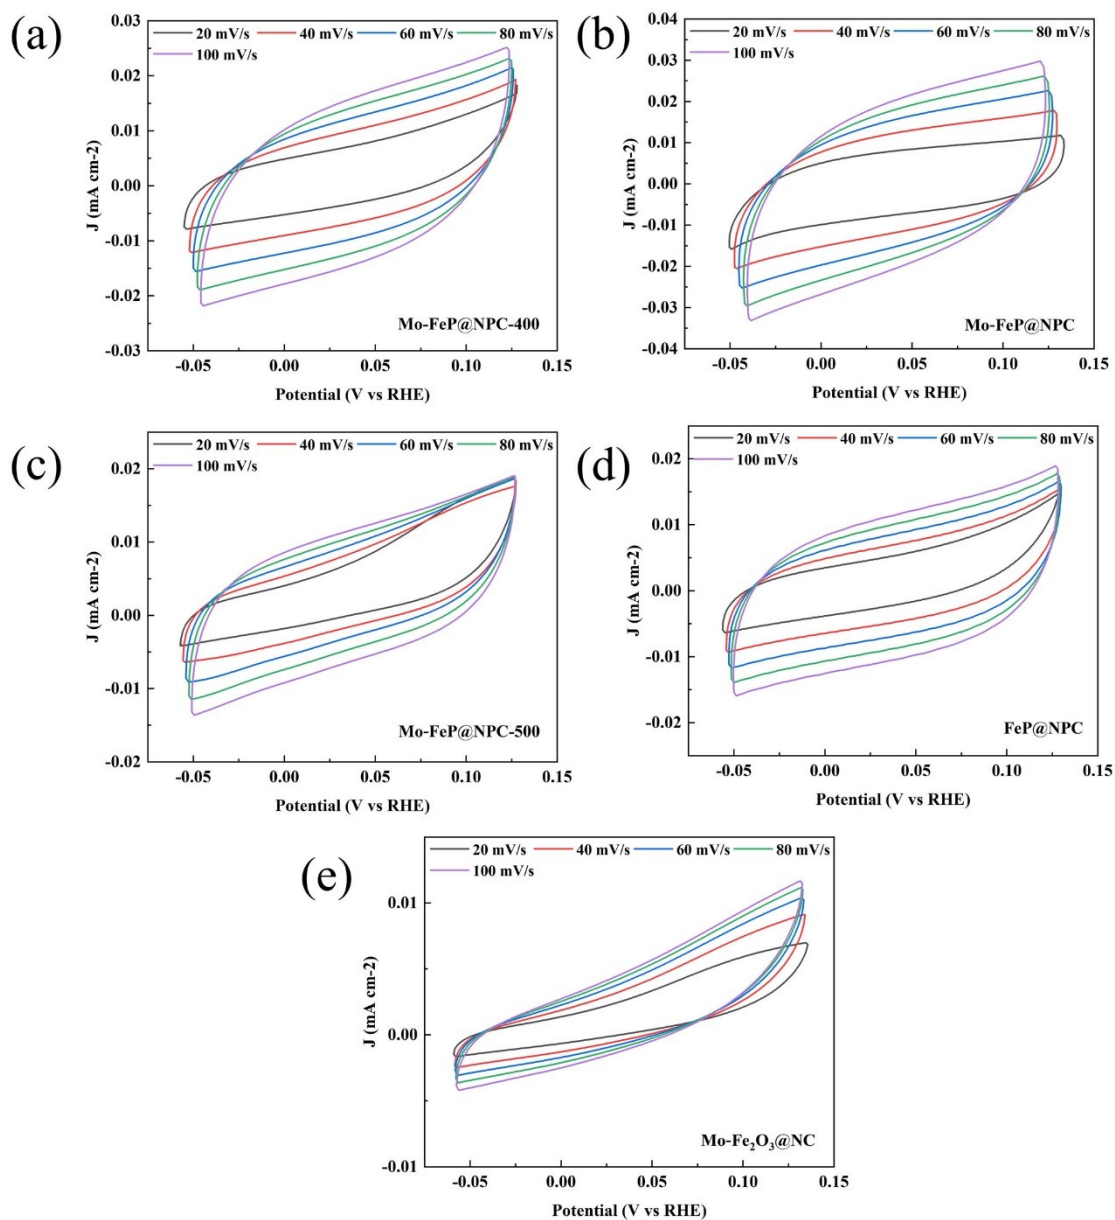 (a)
20 mV/s 40 mV/s 60 mV/s 80 mV/s
100 mV/s
0.03
0.02
0.01
0.00
-0.01
-0.02
-0.03
J (mA cm-2)
Mo-FeP@NPC-400
-0.05 0.00 0.05 0.10 0.15
Potential (V vs RHE)
(b)
20 mV/s 40 mV/s 60 mV/s 80 mV/s
100 mV/s
0.04
0.03
0.02
0.01
0.00
-0.01
-0.02
-0.03
-0.04
J (mA cm-2)
Mo-FeP@NPC
-0.05 0.00 0.05 0.10 0.15
Potential (V vs RHE)
(c)
20 mV/s 40 mV/s 60 mV/s 80 mV/s
100 mV/s
0.02
0.01
0.00
-0.01
-0.02
J (mA cm-2)
Mo-FeP@NPC-500
-0.05 0.00 0.05 0.10 0.15
Potential (V vs RHE)
(d)
20 mV/s 40 mV/s 60 mV/s 80 mV/s
100 mV/s
0.02
0.01
0.00
-0.01
-0.02
J (mA cm-2)
FeP@NPC
-0.05 0.00 0.05 0.10 0.15
Potential (V vs RHE)
(e)
20 mV/s 40 mV/s 60 mV/s 80 mV/s
100 mV/s
0.01
0.00
-0.01
J (mA cm-2)
Mo-Fe₂O₃@NC
-0.05 0.00 0.05 0.10 0.15
Potential (V vs RHE)